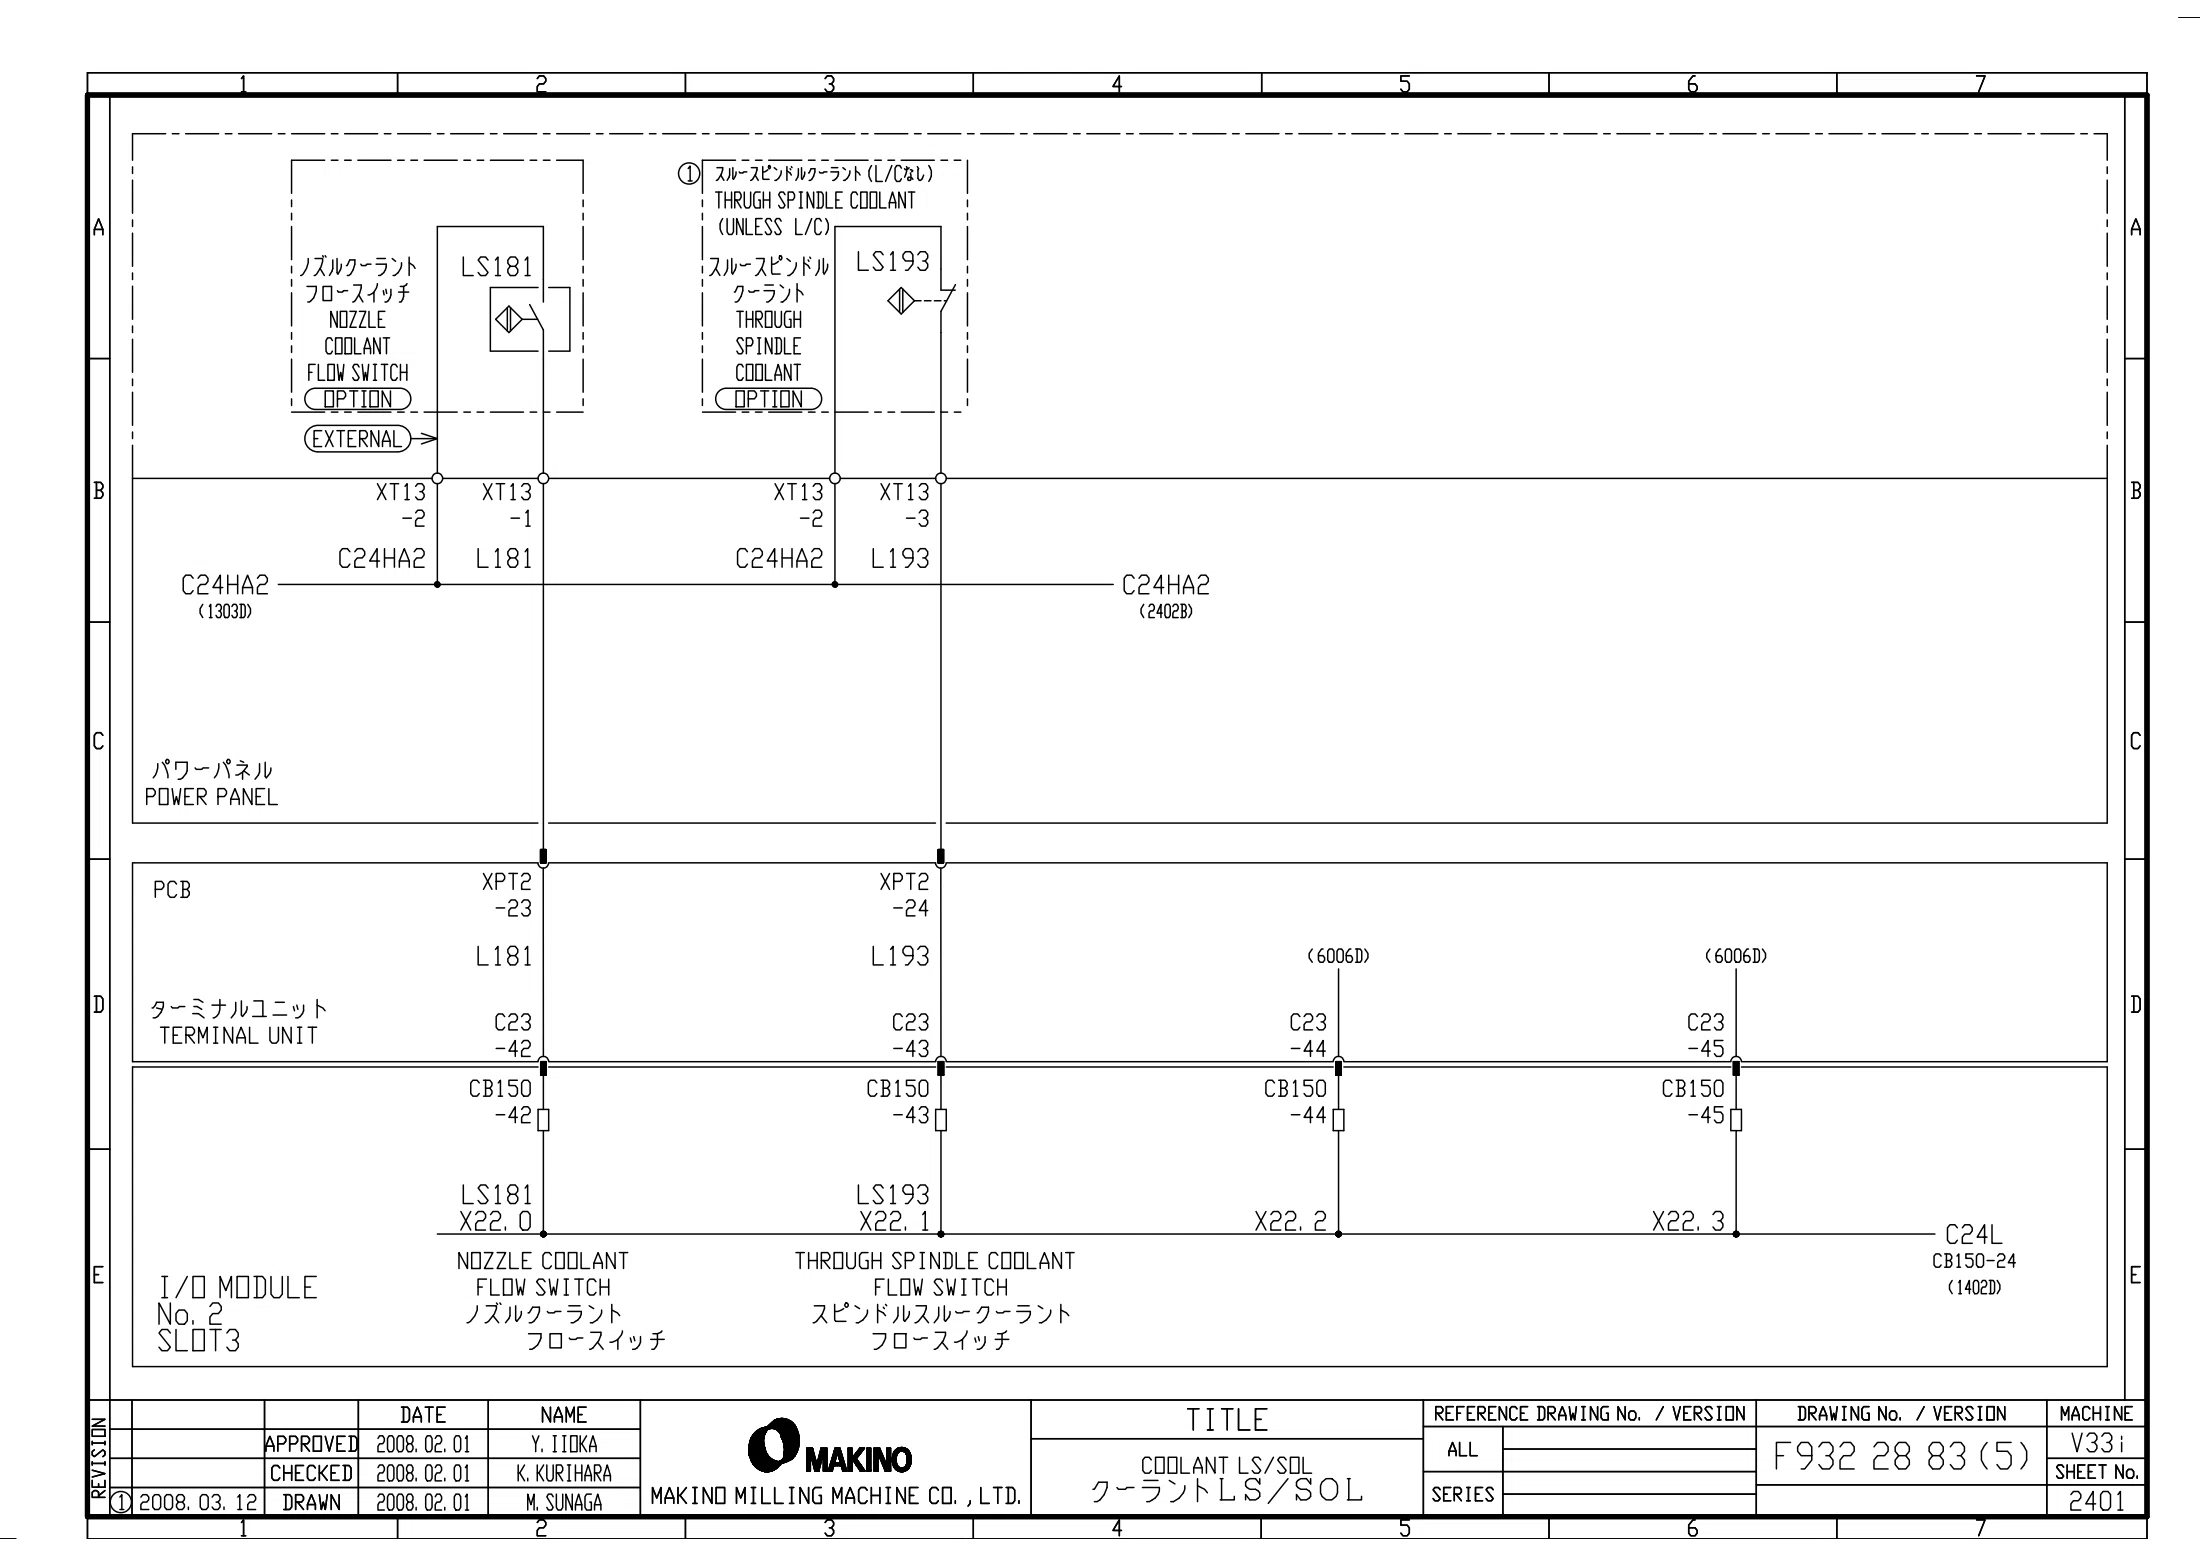 1 2 3 4 5 6 7
A
B
C
D
E
ノズルクーラント
フロースイッチ
NOZZLE
COOLANT
FLOW SWITCH
OPTION
EXTERNAL
LS181
① スルースピンドルクーラント(L/Cなし)
THRUGH SPINDLE COOLANT
(UNLESS L/C)
スルースピンドル
クーラント
THROUGH
SPINDLE
COOLANT
OPTION
LS193
A
B
C
D
E
XT13 XT13 XT13 XT13
-2 -1 -2 -3
C24HA2 L181 C24HA2 L193
C24HA2 C24HA2
(1303D) (2402B)
パワーパネル
POWER PANEL
PCB
XPT2 XPT2
-23 -24
L181 L193 (6006D) (6006D)
ターミナルユニット
TERMINAL UNIT
C23 C23 C23 C23
-42 -43 -44 -45
CB150 CB150 CB150 CB150
-42 -43 -44 -45
LS181 LS193
X22.0 X22.1 X22.2 X22.3
C24L
CB150-24
(1402D)
NOZZLE COOLANT
FLOW SWITCH
ノズルクーラント
フロースイッチ
THROUGH SPINDLE COOLANT
FLOW SWITCH
スピンドルスルークーラント
フロースイッチ
I/O MODULE
No.2
SLOT3
REVISION
DATE NAME
APPROVED 2008.02.01 Y.IIOKA
CHECKED 2008.02.01 K.KURIHARA
① 2008.03.12 DRAWN 2008.02.01 M.SUNAGA
MAKINO
MAKINO MILLING MACHINE CO.,LTD.
TITLE
COOLANT LS/SOL
クーラントLS/SOL
REFERENCE DRAWING No. / VERSION
ALL
SERIES
DRAWING No. / VERSION
F932 28 83(5)
MACHINE
V33i
SHEET No.
2401
1 2 3 4 5 6 7